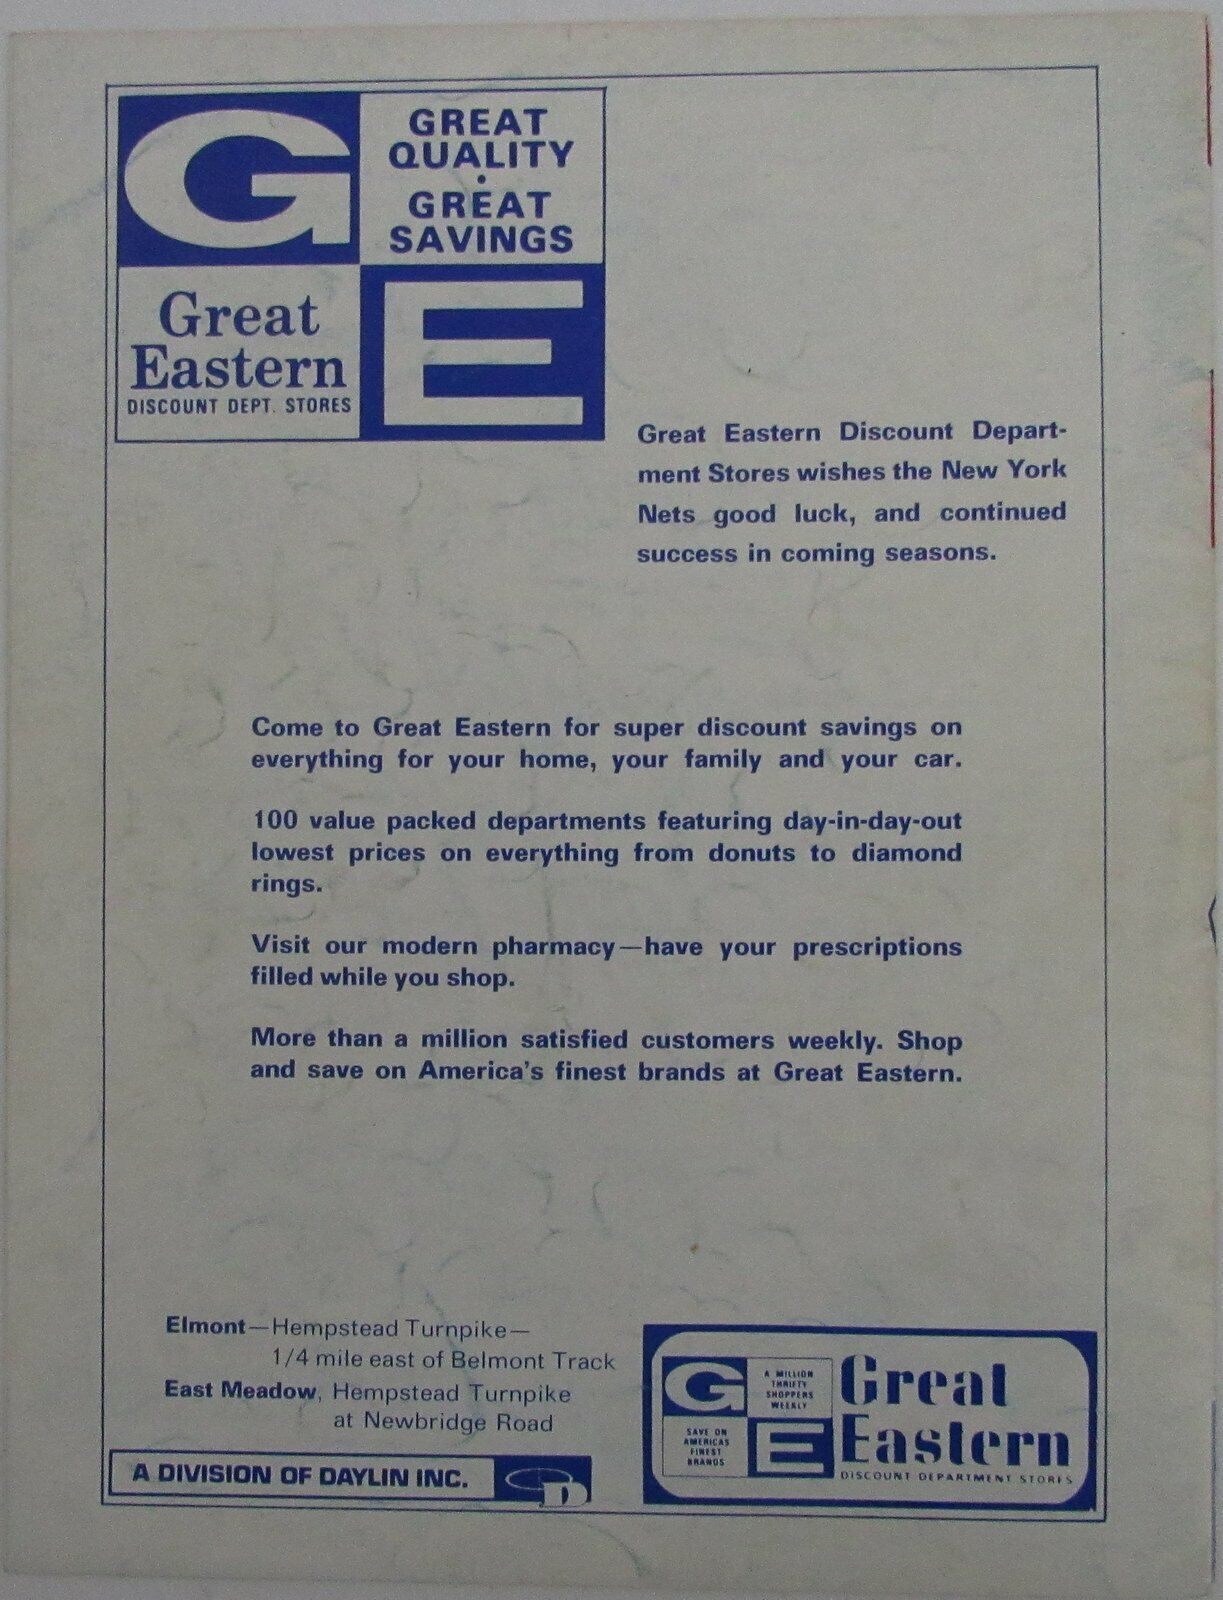 G
GREAT
QUALITY
•
GREAT
SAVINGS
Great
Eastern
DISCOUNT DEPT. STORES
E
Great Eastern Discount Depart-
ment Stores wishes the New York
Nets good luck, and continued
success in coming seasons.
Come to Great Eastern for super discount savings on
everything for your home, your family and your car.
100 value packed departments featuring day-in-day-out
lowest prices on everything from donuts to diamond
rings.
Visit our modern pharmacy—have your prescriptions
filled while you shop.
More than a million satisfied customers weekly. Shop
and save on America's finest brands at Great Eastern.
Elmont—Hempstead Turnpike—
1/4 mile east of Belmont Track
East Meadow, Hempstead Turnpike
at Newbridge Road
A DIVISION OF DAYLIN INC.
D
G
A MILLION
THRIFTY
SHOPPERS
WEEKLY
SAVE ON
AMERICAS
FINEST
BRANDS
E
Great
Eastern
DISCOUNT DEPARTMENT STORES